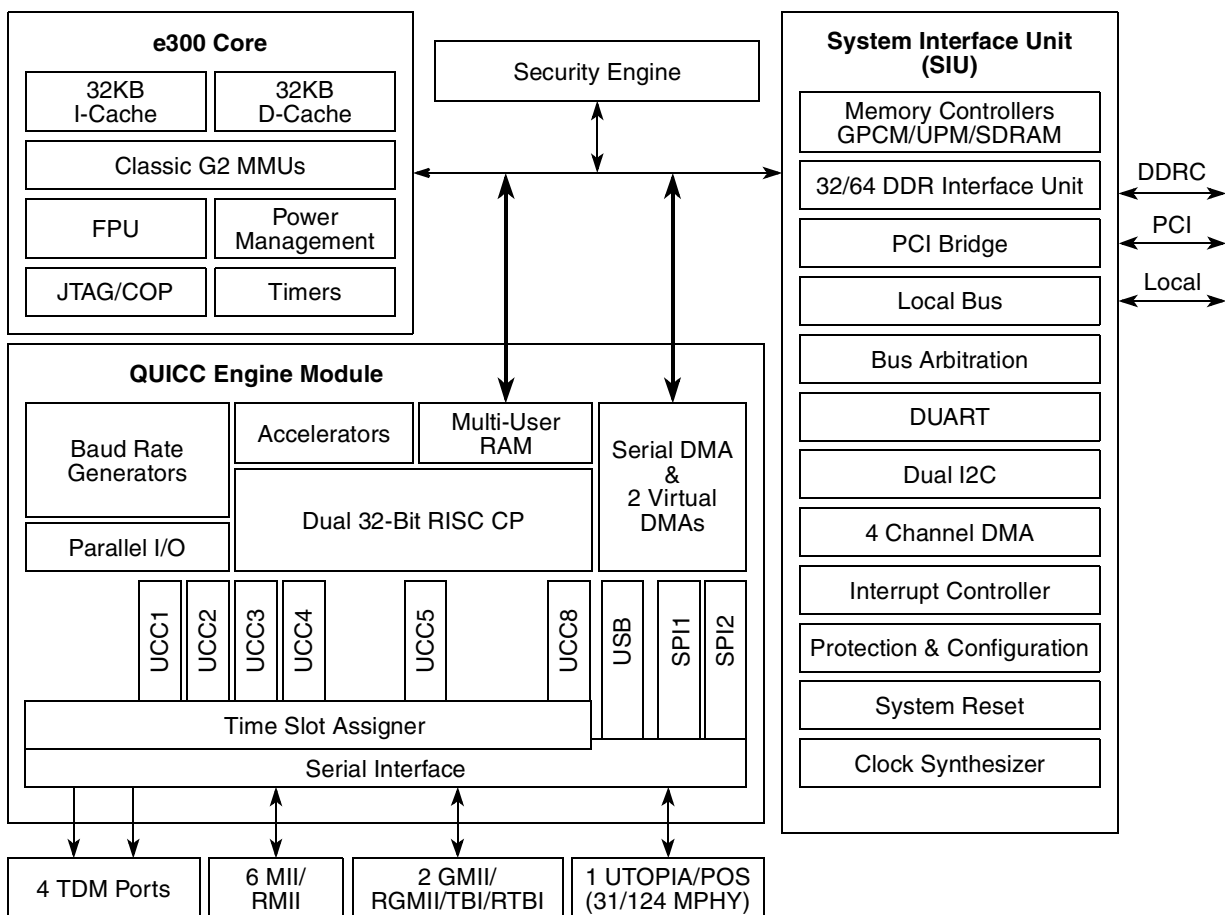 e300 Core
32KB
I-Cache
32KB
D-Cache
Classic G2 MMUs
FPU
Power
Management
JTAG/COP
Timers
Security Engine
System Interface Unit
(SIU)
Memory Controllers
GPCM/UPM/SDRAM
32/64 DDR Interface Unit
PCI Bridge
Local Bus
Bus Arbitration
DUART
Dual I2C
4 Channel DMA
Interrupt Controller
Protection & Configuration
System Reset
Clock Synthesizer
DDRC
PCI
Local
QUICC Engine Module
Baud Rate
Generators
Parallel I/O
Accelerators
Multi-User
RAM
Dual 32-Bit RISC CP
Serial DMA
&
2 Virtual
DMAs
UCC1
UCC2
UCC3
UCC4
UCC5
UCC8
USB
SPI1
SPI2
Time Slot Assigner
Serial Interface
4 TDM Ports
6 MII/
RMII
2 GMII/
RGMII/TBI/RTBI
1 UTOPIA/POS
(31/124 MPHY)